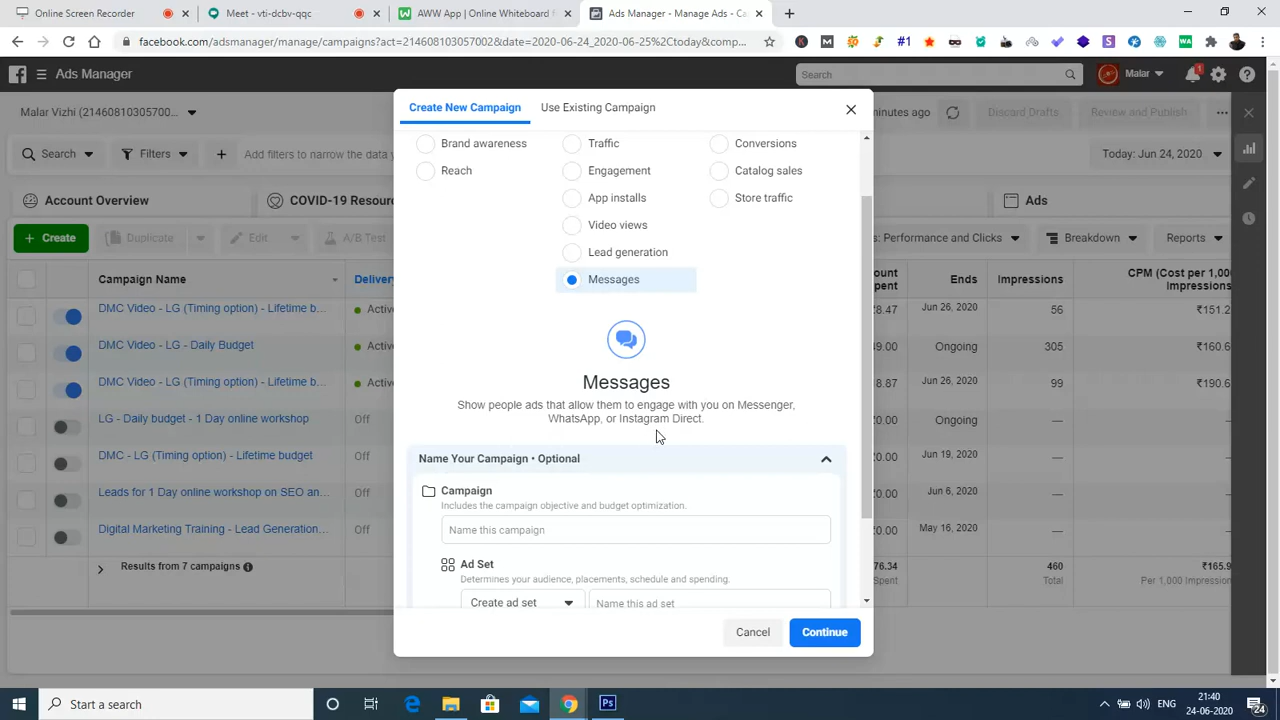 Online Screen Recorder
Meet - vti-dcbv-qqc
AWW App | Online Whiteboard f
Ads Manager - Manage Ads - Ca
facebook.com/adsmanager/manage/campaigns?act=214608103057002&date=2020-06-24_2020-06-25%2Ctoday&comp...
#1
Ads Manager
Search
Malar
1
Malar Vizhi (21460810305700...
minutes ago
Discard Drafts
Review and Publish
Search
Filters
Add filters to narrow the data y
Today: Jun 24, 2020
Account Overview
COVID-19 Resour
Ads
Create
Duplicate
Edit
A/B Test
s: Performance and Clicks
Breakdown
Reports
Campaign Name
Delivery
ount
pent
Ends
Impressions
CPM (Cost per 1,000
Impressions
DMC Video - LG (Timing option) - Lifetime b...
Active
8.47
Jun 26, 2020
56
₹151.2
DMC Video - LG - Daily Budget
Active
9.00
Ongoing
305
₹160.6
DMC Video - LG (Timing option) - Lifetime b...
Active
8.87
Jun 26, 2020
99
₹190.6
LG - Daily budget - 1 Day online workshop
Off
₹0.00
Ongoing
—
—
DMC Video - LG (Timing option) - Lifetime budget
Off
₹0.00
Jun 19, 2020
—
—
Leads for 1 Day online workshop on SEO an...
Off
₹0.00
Jun 6, 2020
—
—
Digital Marketing Training - Lead Generation...
Off
₹0.00
May 16, 2020
—
—
Results from 7 campaigns
76.34
Spent
460
Total
₹165.9
Per 1,000 Impression
Create New Campaign
Use Existing Campaign
Brand awareness
Traffic
Conversions
Reach
Engagement
Catalog sales
App installs
Store traffic
Video views
Lead generation
Messages
Messages
Show people ads that allow them to engage with you on Messenger,
WhatsApp, or Instagram Direct.
Name Your Campaign • Optional
Campaign
Includes the campaign objective and budget optimization.
Name this campaign
Ad Set
Determines your audience, placements, schedule and spending.
Create ad set
Name this ad set
Cancel
Continue
Start a search
Ps
ENG
21:40
24-06-2020
24